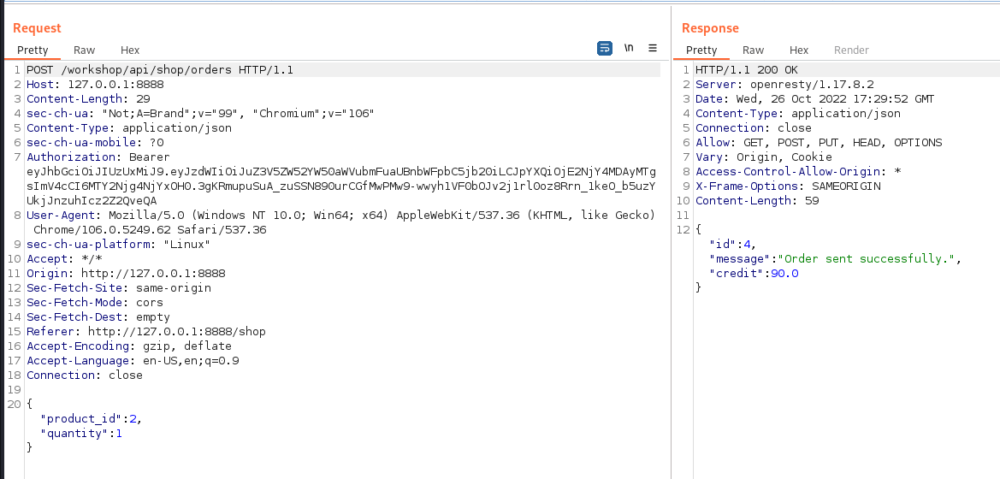 Request
Pretty Raw Hex \n
1 POST /workshop/api/shop/orders HTTP/1.1
2 Host: 127.0.0.1:8888
3 Content-Length: 29
4 sec-ch-ua: "Not;A=Brand";v="99", "Chromium";v="106"
5 Content-Type: application/json
6 sec-ch-ua-mobile: ?0
7 Authorization: Bearer
eyJhbGciOiJIUzUxMiJ9.eyJzdWIiOiJuZ3V5ZW52YW50aWVubmFuaUBnbWFpbC5jb20iLCJpYXQiOjE2NjY4MDAyMTg
sImV4cCI6MTY2Njg4NjYxOH0.3gKRmupuSuA_zuSSN890urCGfMwPMw9-wwyh1VF0bOJv2j1rl0oz8Rrn_1keO_b5uzY
UkjJnzuhIcz2Z2QveQA
8 User-Agent: Mozilla/5.0 (Windows NT 10.0; Win64; x64) AppleWebKit/537.36 (KHTML, like Gecko)
Chrome/106.0.5249.62 Safari/537.36
9 sec-ch-ua-platform: "Linux"
10 Accept: */*
11 Origin: http://127.0.0.1:8888
12 Sec-Fetch-Site: same-origin
13 Sec-Fetch-Mode: cors
14 Sec-Fetch-Dest: empty
15 Referer: http://127.0.0.1:8888/shop
16 Accept-Encoding: gzip, deflate
17 Accept-Language: en-US,en;q=0.9
18 Connection: close
19
20 {
"product_id":2,
"quantity":1
}
Response
Pretty Raw Hex Render
1 HTTP/1.1 200 OK
2 Server: openresty/1.17.8.2
3 Date: Wed, 26 Oct 2022 17:29:52 GMT
4 Content-Type: application/json
5 Connection: close
6 Allow: GET, POST, PUT, HEAD, OPTIONS
7 Vary: Origin, Cookie
8 Access-Control-Allow-Origin: *
9 X-Frame-Options: SAMEORIGIN
10 Content-Length: 59
11
12 {
"id":4,
"message":"Order sent successfully.",
"credit":90.0
}